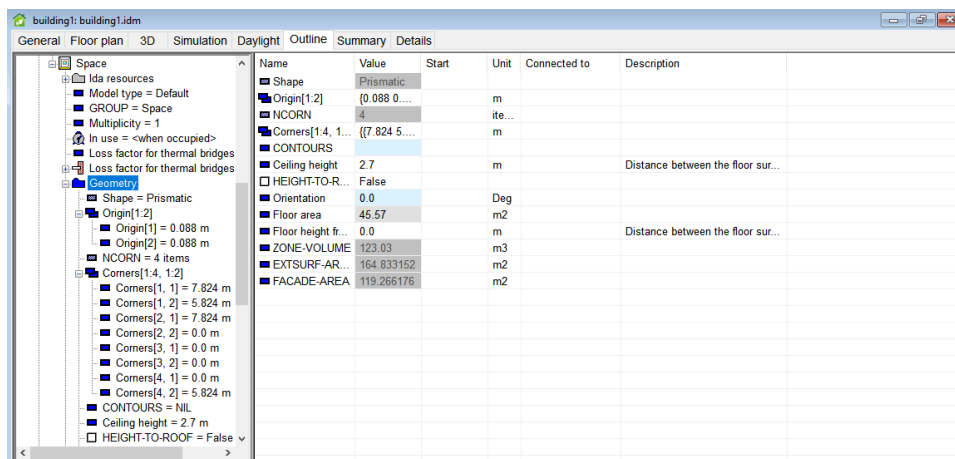 building1: building1.idm
General Floor plan 3D Simulation Daylight Outline Summary Details
Space
Ida resources
Model type = Default
GROUP = Space
Multiplicity = 1
In use = <when occupied>
Loss factor for thermal bridges
Loss factor for thermal bridges
Geometry
Shape = Prismatic
Origin[1:2]
Origin[1] = 0.088 m
Origin[2] = 0.088 m
NCORN = 4 items
Corners[1:4, 1:2]
Corners[1, 1] = 7.824 m
Corners[1, 2] = 5.824 m
Corners[2, 1] = 7.824 m
Corners[2, 2] = 0.0 m
Corners[3, 1] = 0.0 m
Corners[3, 2] = 0.0 m
Corners[4, 1] = 0.0 m
Corners[4, 2] = 5.824 m
CONTOURS = NIL
Ceiling height = 2.7 m
HEIGHT-TO-ROOF = False
Name Value Start Unit Connected to Description
Shape Prismatic
Origin[1:2] {0.088 0.... m
NCORN 4 ite...
Corners[1:4, 1... {{7.824 5.... m
CONTOURS
Ceiling height 2.7 m Distance between the floor sur...
HEIGHT-TO-R... False
Orientation 0.0 Deg
Floor area 45.57 m2
Floor height fr... 0.0 m Distance between the floor sur...
ZONE-VOLUME 123.03 m3
EXTSURF-AR... 164.833152 m2
FACADE-AREA 119.266176 m2